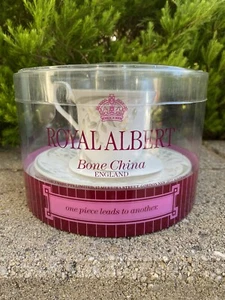 ROYAL ALBERT
Bone China
ENGLAND
one piece leads to another.